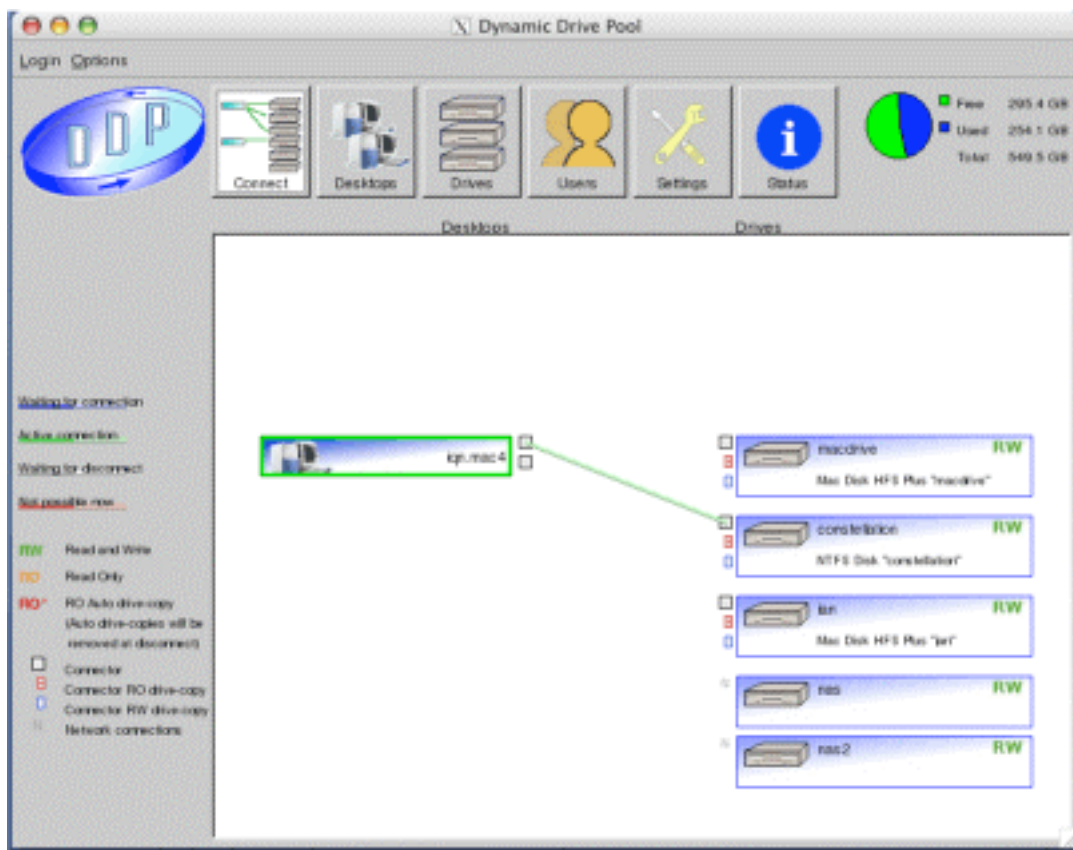 Dynamic Drive Pool
Login Options
DDP
Connect
Desktops
Drives
Users
Settings
Status
Free 295.4 GB
Used 254.1 GB
Total 549.5 GB
Desktops
Drives
Waiting for connection
Active connection
Waiting for disconnect
Not possible now
RW Read and Write
RO Read Only
RO* RO Auto drive-copy
(Auto drive-copies will be
removed at disconnect)
Connector
B Connector RO drive-copy
D Connector RW drive-copy
N Network connections
iqn.mac4
macdrive RW
B
D Mac Disk HFS Plus "macdrive"
constellation RW
B
D NTFS Disk "constellation"
RW
B
D Mac Disk HFS Plus
N nas RW
N nas2 RW